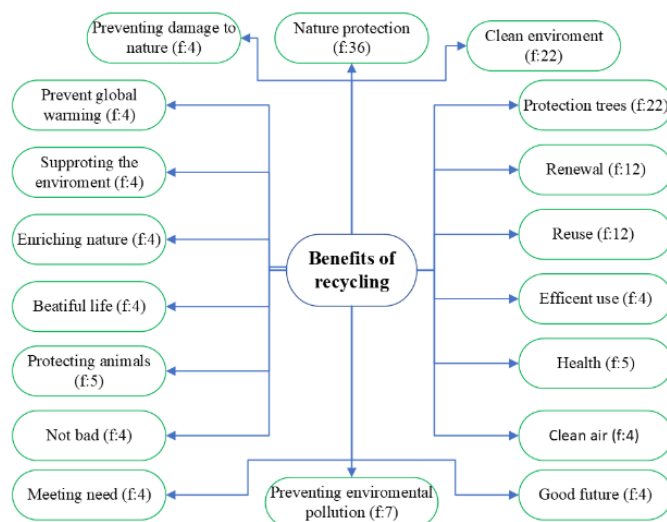 Preventing damage to
nature (f:4)
Nature protection
(f:36)
Clean enviroment
(f:22)
Prevent global
warming (f:4)
Protection trees (f:22)
Supproting the
enviroment (f:4)
Renewal (f:12)
Enriching nature (f:4)
Reuse (f:12)
Benefits of
recycling
Beatiful life (f:4)
Efficent use (f:4)
Protecting animals
(f:5)
Health (f:5)
Not bad (f:4)
Clean air (f:4)
Meeting need (f:4)
Preventing enviromental
pollution (f:7)
Good future (f:4)